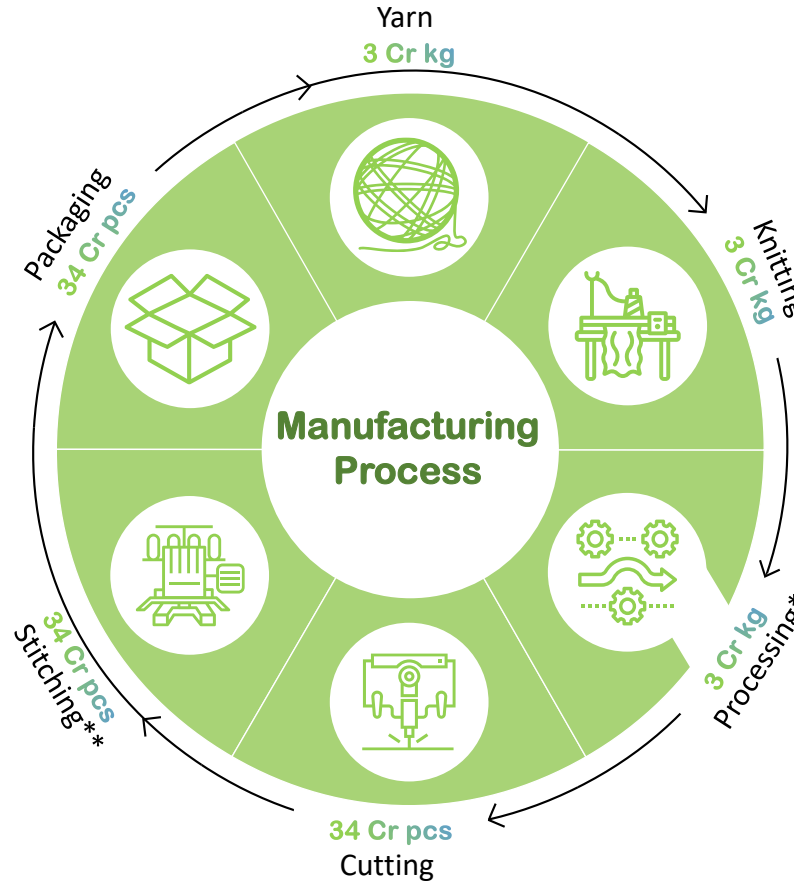 Yarn
3 Cr kg
Knitting
3 Cr kg
3 Cr kg
Processing*
34 Cr pcs
Cutting
34 Cr pcs
Stitching**
Packaging
34 Cr pcs
Manufacturing
Process